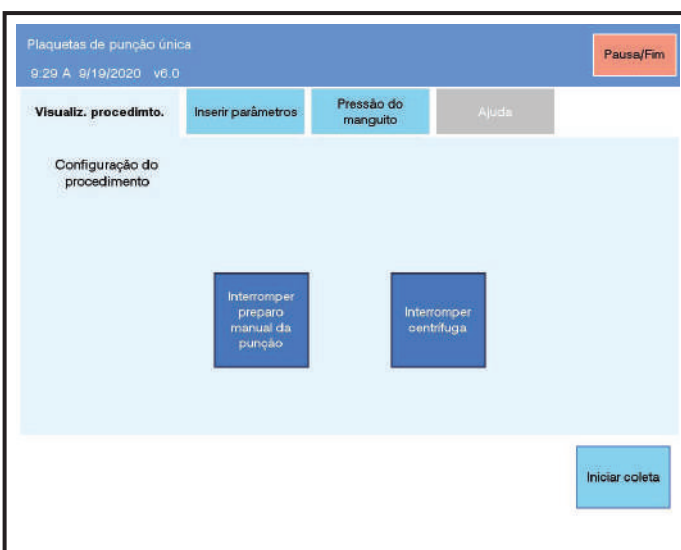 Plaquetas de punção única
9:29 A 9/19/2020 v6.0
Pausa/Fim
Visualiz. procedimto.
Inserir parâmetros
Pressão do
manguito
Ajuda
Configuração do
procedimento
Interromper
preparo
manual da
punção
Interromper
centrífuga
Iniciar coleta